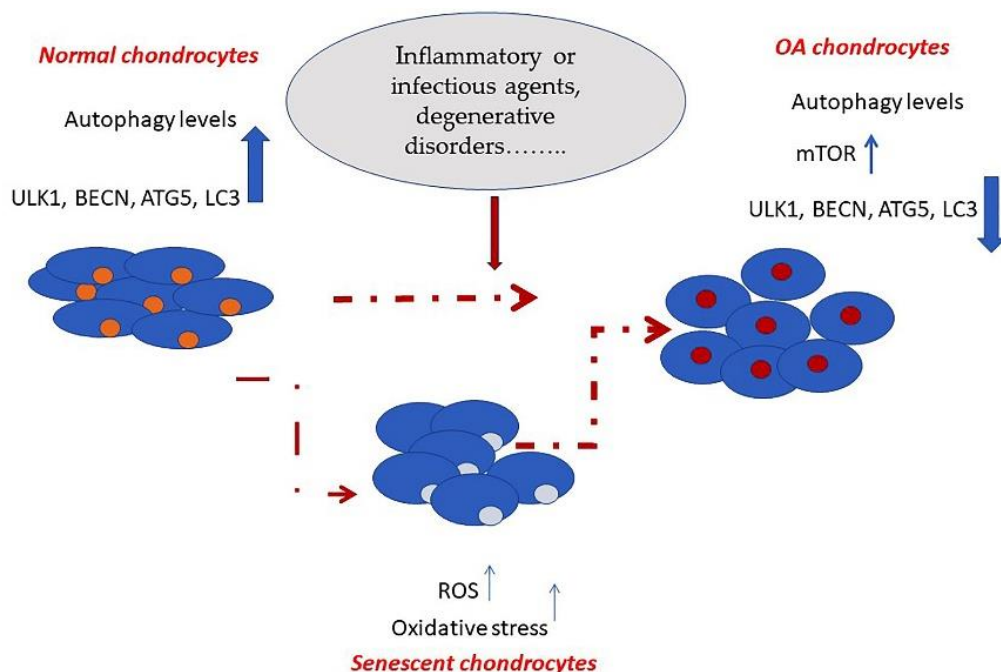 Normal chondrocytes
Autophagy levels
ULK1, BECN, ATG5, LC3
Inflammatory or
infectious agents,
degenerative
disorders……..
OA chondrocytes
Autophagy levels
mTOR
ULK1, BECN, ATG5, LC3
ROS
Oxidative stress
Senescent chondrocytes